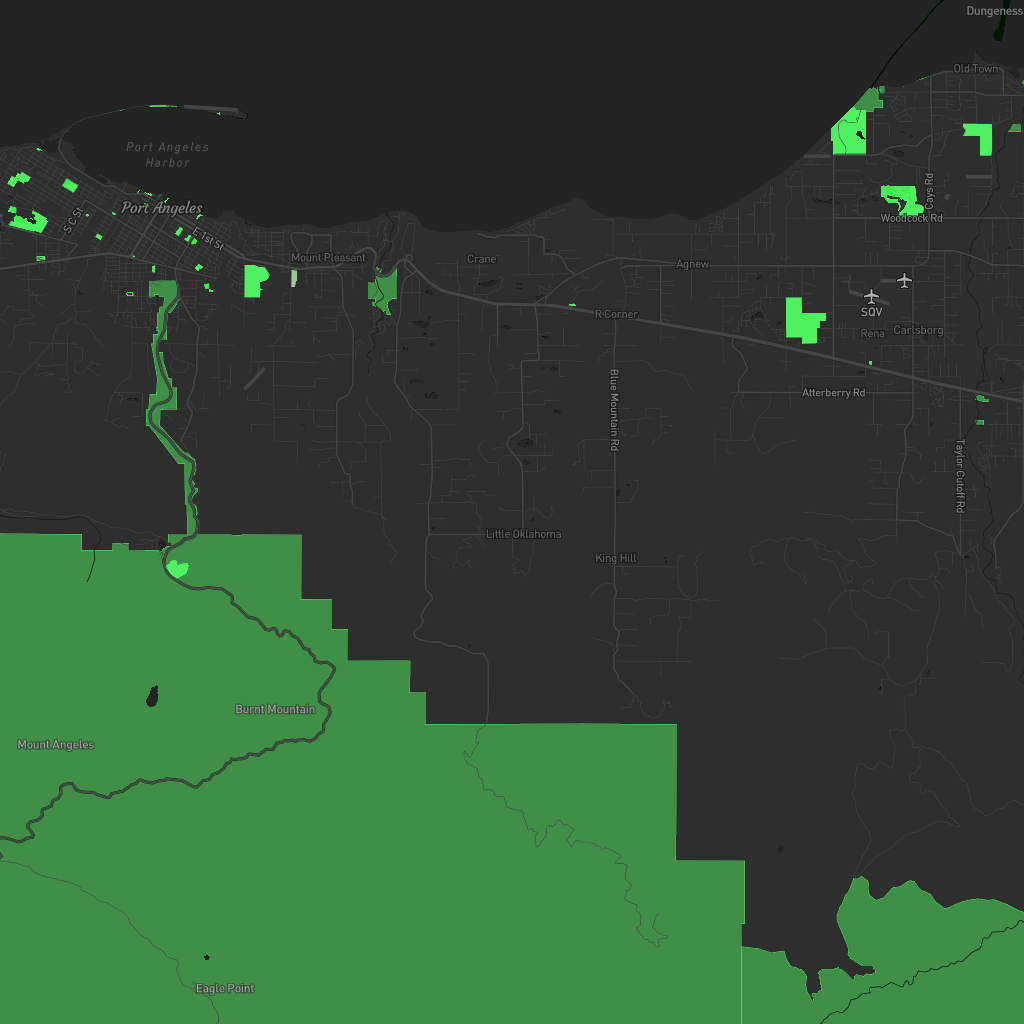 Dungeness
Old Town
Port Angeles
Harbor
Cays Rd
Port Angeles
S C St
Woodcock Rd
E 1st St
Mount Pleasant
Crane
Agnew
SQV
R Corner
Rena
Carlsborg
Atterberry Rd
Blue Mountain Rd
Taylor Cutoff Rd
Little Oklahoma
King Hill
Burnt Mountain
Mount Angeles
Eagle Point